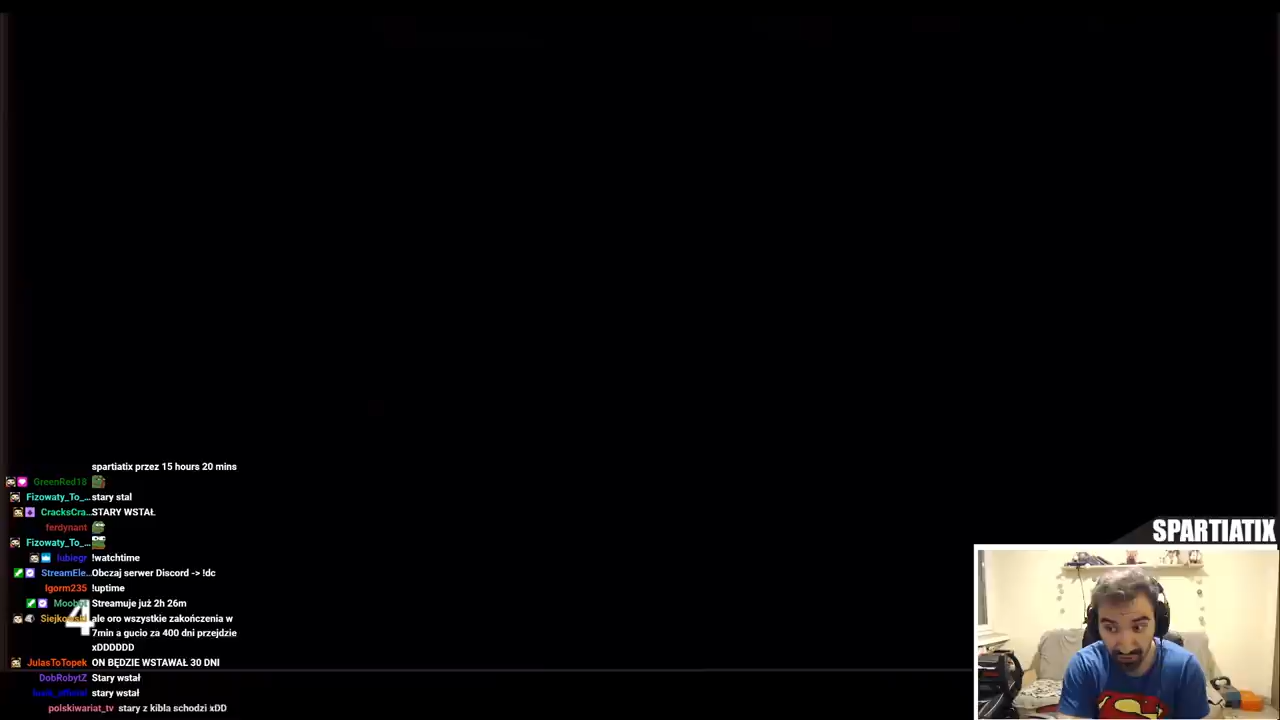 spartiatix przez 15 hours 20 mins
GreenRed18
Fizowaty_To_... stary stal
CracksCra... STARY WSTAŁ
ferdynant
Fizowaty_To_...
lubiegr !watchtime
StreamEle... Obczaj serwer Discord -> !dc
Igorm235 !uptime
Streamuje już 2h 26m
4
ale oro wszystkie zakończenia w
7min a gucio za 400 dni przejdzie
xDDDDDD
JulasToTopek ON BĘDZIE WSTAWAŁ 30 DNI
DobRobytZ Stary wstał
stary wstał
polskiwariat_tv stary z kibla schodzi xDD
SPARTIATIX